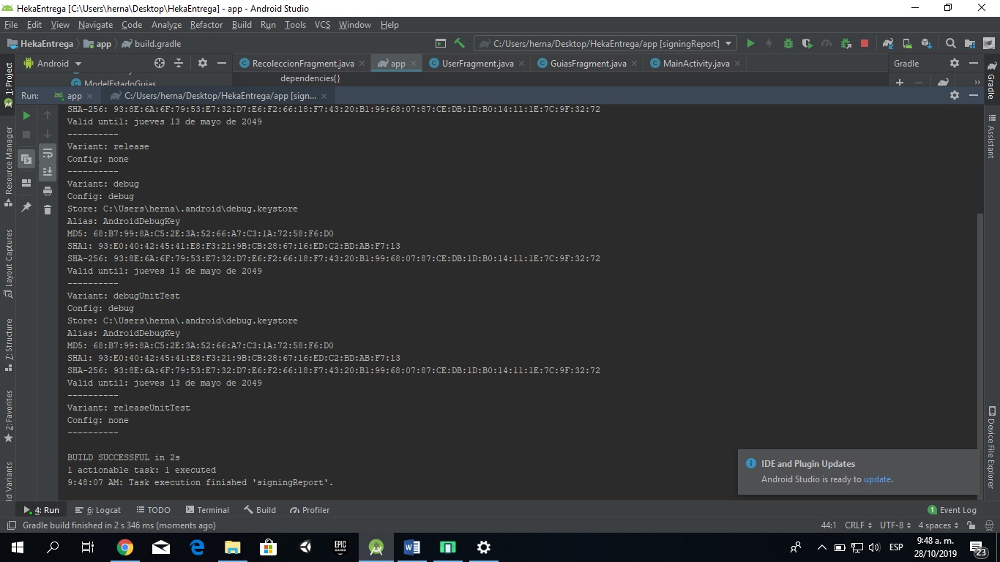 HekaEntrega [C:\Users\herna\Desktop\HekaEntrega] - app - Android Studio
File Edit View Navigate Code Analyze Refactor Build Run Tools VCS Window Help
HekaEntrega app build.gradle C:/Users/herna/Desktop/HekaEntrega/app [signingReport]
Android RecoleccionFragment.java app UserFragment.java GuiasFragment.java MainActivity.java Gradle
ModelEstadoGuias dependencies{}
Run: app C:/Users/herna/Desktop/HekaEntrega/app [sign...
SHA-256: 93:8E:6A:6F:79:53:E7:32:D7:E6:F2:66:18:F7:43:20:B1:99:68:07:87:CE:DB:1D:B0:14:11:1E:7C:9F:32:72
Valid until: jueves 13 de mayo de 2049
----------
Variant: release
Config: none
----------
Variant: debug
Config: debug
Store: C:\Users\herna\.android\debug.keystore
Alias: AndroidDebugKey
MD5: 68:B7:99:8A:C5:2E:3A:52:66:A7:C3:1A:72:58:F6:D0
SHA1: 93:E0:40:42:45:41:E8:F3:21:9B:CB:28:67:16:ED:C2:BD:AB:F7:13
SHA-256: 93:8E:6A:6F:79:53:E7:32:D7:E6:F2:66:18:F7:43:20:B1:99:68:07:87:CE:DB:1D:B0:14:11:1E:7C:9F:32:72
Valid until: jueves 13 de mayo de 2049
----------
Variant: debugUnitTest
Config: debug
Store: C:\Users\herna\.android\debug.keystore
Alias: AndroidDebugKey
MD5: 68:B7:99:8A:C5:2E:3A:52:66:A7:C3:1A:72:58:F6:D0
SHA1: 93:E0:40:42:45:41:E8:F3:21:9B:CB:28:67:16:ED:C2:BD:AB:F7:13
SHA-256: 93:8E:6A:6F:79:53:E7:32:D7:E6:F2:66:18:F7:43:20:B1:99:68:07:87:CE:DB:1D:B0:14:11:1E:7C:9F:32:72
Valid until: jueves 13 de mayo de 2049
----------
Variant: releaseUnitTest
Config: none
----------
BUILD SUCCESSFUL in 2s
1 actionable task: 1 executed
9:48:07 AM: Task execution finished 'signingReport'.
IDE and Plugin Updates
Android Studio is ready to update.
1: Project
Resource Manager
Layout Captures
7: Structure
2: Favorites
ld Variants
Gradle
Assistant
Device File Explorer
4: Run 6: Logcat TODO Terminal Build Profiler 1 Event Log
Gradle build finished in 2 s 346 ms (moments ago) 44:1 CRLF UTF-8 4 spaces
EPIC GAMES
W
ESP
9:48 a. m.
28/10/2019
23